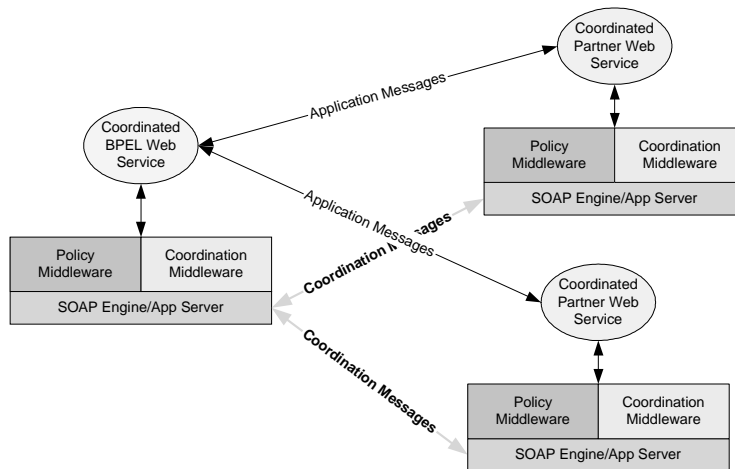 Coordinated
Partner Web
Service
Application Messages
Coordinated
BPEL Web
Service
Policy
Middleware
Coordination
Middleware
SOAP Engine/App Server
Application Messages
Coordination Messages
Policy
Middleware
Coordination
Middleware
SOAP Engine/App Server
Coordinated
Partner Web
Service
Coordination Messages
Policy
Middleware
Coordination
Middleware
SOAP Engine/App Server